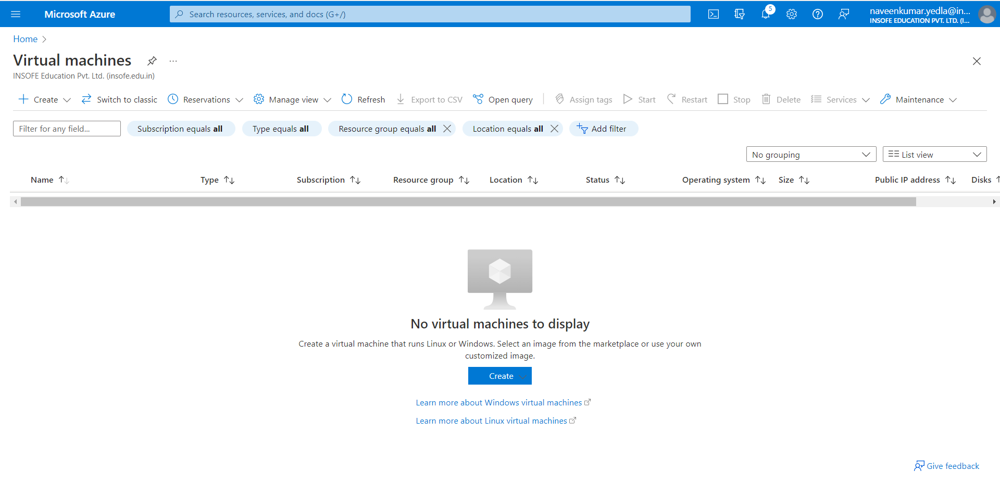 Microsoft Azure
Search resources, services, and docs (G+/)
5
naveenkumar.yedla@in...
INSOFE EDUCATION PVT. LTD. (I...
Home
Virtual machines
...
INSOFE Education Pvt. Ltd. (insofe.edu.in)
Create Switch to classic Reservations Manage view Refresh Export to CSV Open query Assign tags Start Restart Stop Delete Services Maintenance
Filter for any field... Subscription equals all Type equals all Resource group equals all Location equals all Add filter
No grouping List view
Name Type Subscription Resource group Location Status Operating system Size Public IP address Disks
No virtual machines to display
Create a virtual machine that runs Linux or Windows. Select an image from the marketplace or use your own
customized image.
Create
Learn more about Windows virtual machines
Learn more about Linux virtual machines
Give feedback